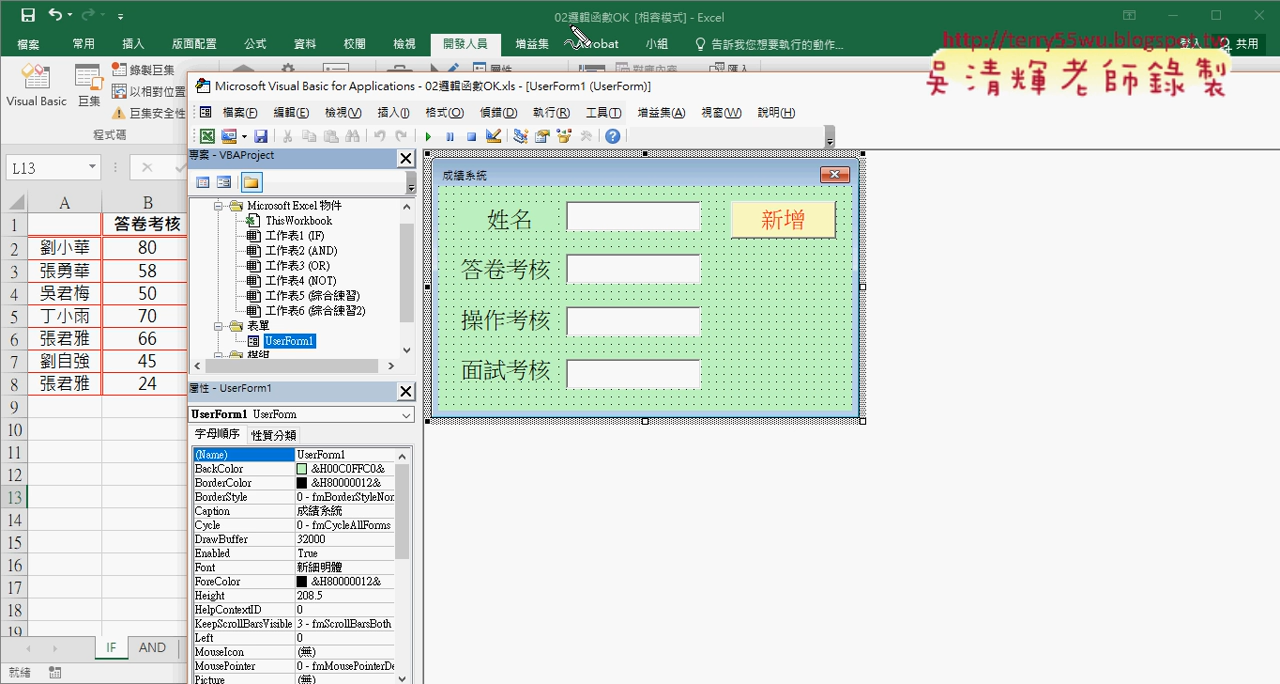 02邏輯函數OK [相容模式] - Excel
檔案 常用 插入 版面配置 公式 資料 校閱 檢視 開發人員 增益集 Acrobat 小組 告訴我您想要執行的動作... 登入 共用
http://terry55wu.blogspot.tw
吳清輝老師錄製
Visual Basic 巨集 錄製巨集
以相對位置
巨集安全性
程式碼
屬性
匯入
Microsoft Visual Basic for Applications - 02邏輯函數OK.xls - [UserForm1 (UserForm)]
檔案(F) 編輯(E) 檢視(V) 插入(I) 格式(O) 偵錯(D) 執行(R) 工具(T) 增益集(A) 視窗(W) 說明(H)
L13
A B
1 答卷考核
2 劉小華 80
3 張勇華 58
4 吳君梅 50
5 丁小雨 70
6 張君雅 66
7 劉自強 45
8 張君雅 24
9
10
11
12
13
14
15
16
17
18
19
IF AND
就緒
專案 - VBAProject
Microsoft Excel 物件
ThisWorkbook
工作表1 (IF)
工作表2 (AND)
工作表3 (OR)
工作表4 (NOT)
工作表5 (綜合練習)
工作表6 (綜合練習2)
表單
UserForm1
模組
屬性 - UserForm1
UserForm1 UserForm
字母順序 性質分類
(Name) UserForm1
BackColor &H00C0FFC0&
BorderColor &H80000012&
BorderStyle 0 - fmBorderStyleNon
Caption 成績系統
Cycle 0 - fmCycleAllForms
DrawBuffer 32000
Enabled True
Font 新細明體
ForeColor &H80000012&
Height 208.5
HelpContextID 0
KeepScrollBarsVisible 3 - fmScrollBarsBoth
Left 0
MouseIcon (無)
MousePointer 0 - fmMousePointerDe
Picture (無)
成績系統
姓名 新增
答卷考核
操作考核
面試考核